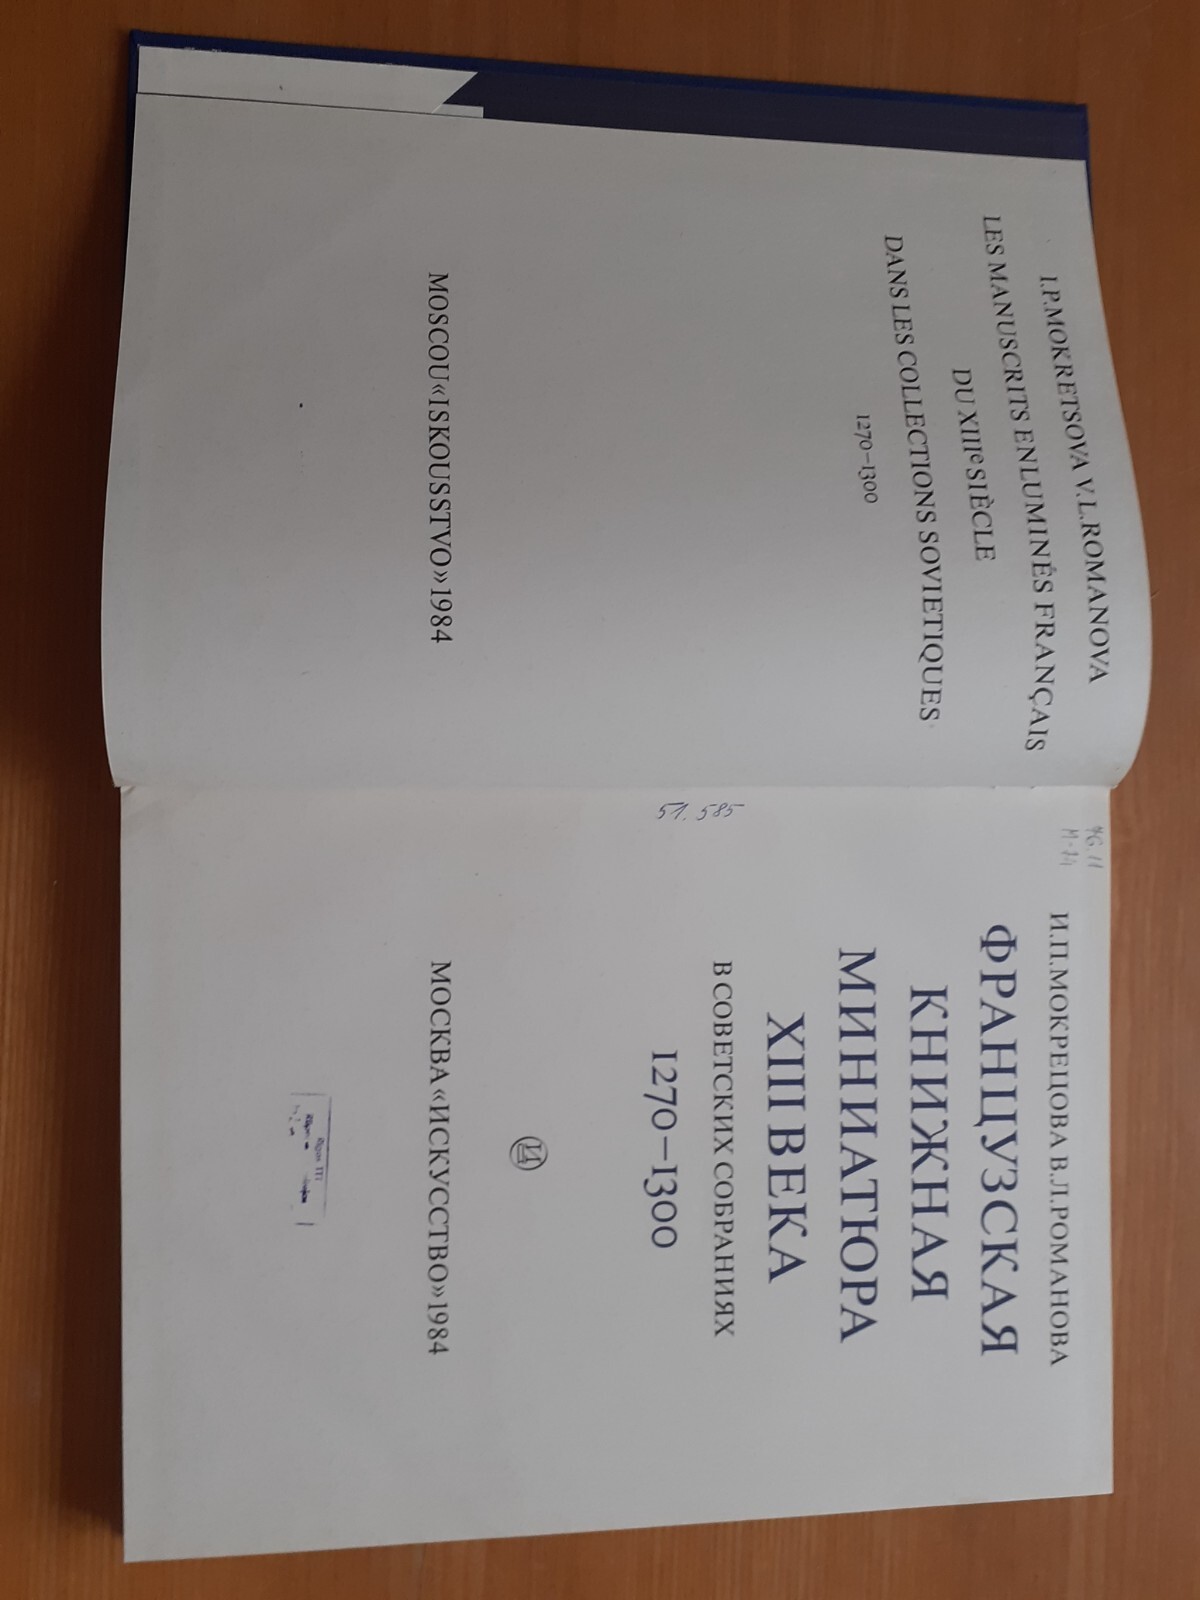 I.P.MOKRETSOVA V.L.ROMANOVA
LES MANUSCRITS ENLUMINÉS FRANÇAIS
DU XIIIe SIÈCLE
DANS LES COLLECTIONS SOVIETIQUES
1270–1300
MOSCOU «ISKOUSSTVO» 1984
51.585
И.П.МОКРЕЦОВА В.Л.РОМАНОВА
ФРАНЦУЗСКАЯ
КНИЖНАЯ
МИНИАТЮРА
XIII ВЕКА
В СОВЕТСКИХ СОБРАНИЯХ
1270–1300
И
МОСКВА «ИСКУССТВО» 1984